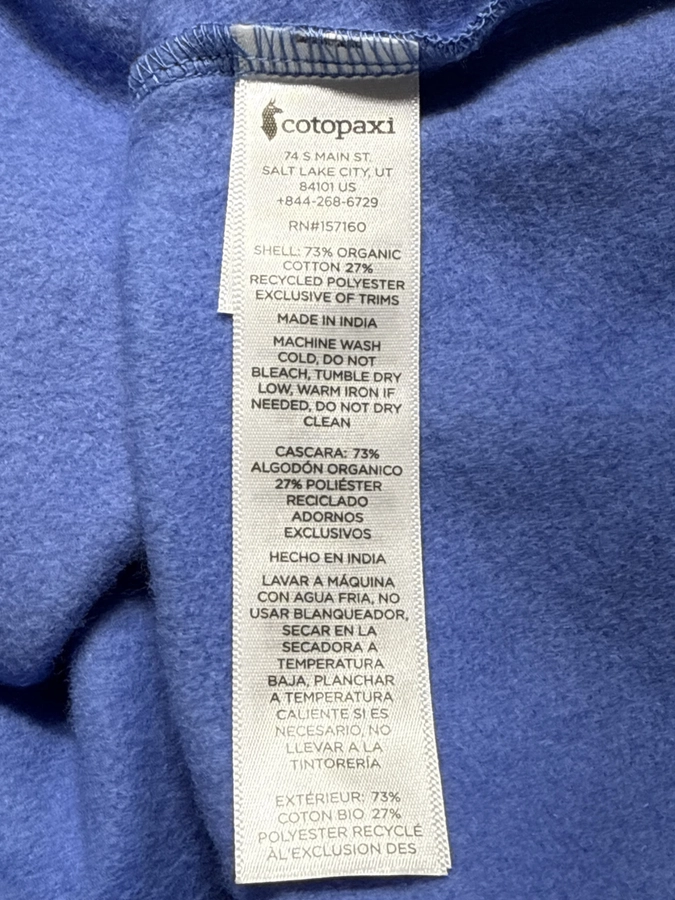 cotopaxi
74 S MAIN ST.
SALT LAKE CITY, UT
84101 US
+844-268-6729
RN#157160
SHELL: 73% ORGANIC
COTTON 27%
RECYCLED POLYESTER
EXCLUSIVE OF TRIMS
MADE IN INDIA
MACHINE WASH
COLD, DO NOT
BLEACH, TUMBLE DRY
LOW, WARM IRON IF
NEEDED, DO NOT DRY
CLEAN
CASCARA: 73%
ALGODÓN ORGANICO
27% POLIÉSTER
RECICLADO
ADORNOS
EXCLUSIVOS
HECHO EN INDIA
LAVAR A MÁQUINA
CON AGUA FRIA, NO
USAR BLANQUEADOR,
SECAR EN LA
SECADORA A
TEMPERATURA
BAJA, PLANCHAR
A TEMPERATURA
CALIENTE SI ES
NECESARIO, NO
LLEVAR A LA
TINTORERÍA
EXTÉRIEUR: 73%
COTON BIO 27%
POLYESTER RECYCLÉ
ÀL'EXCLUSION DES